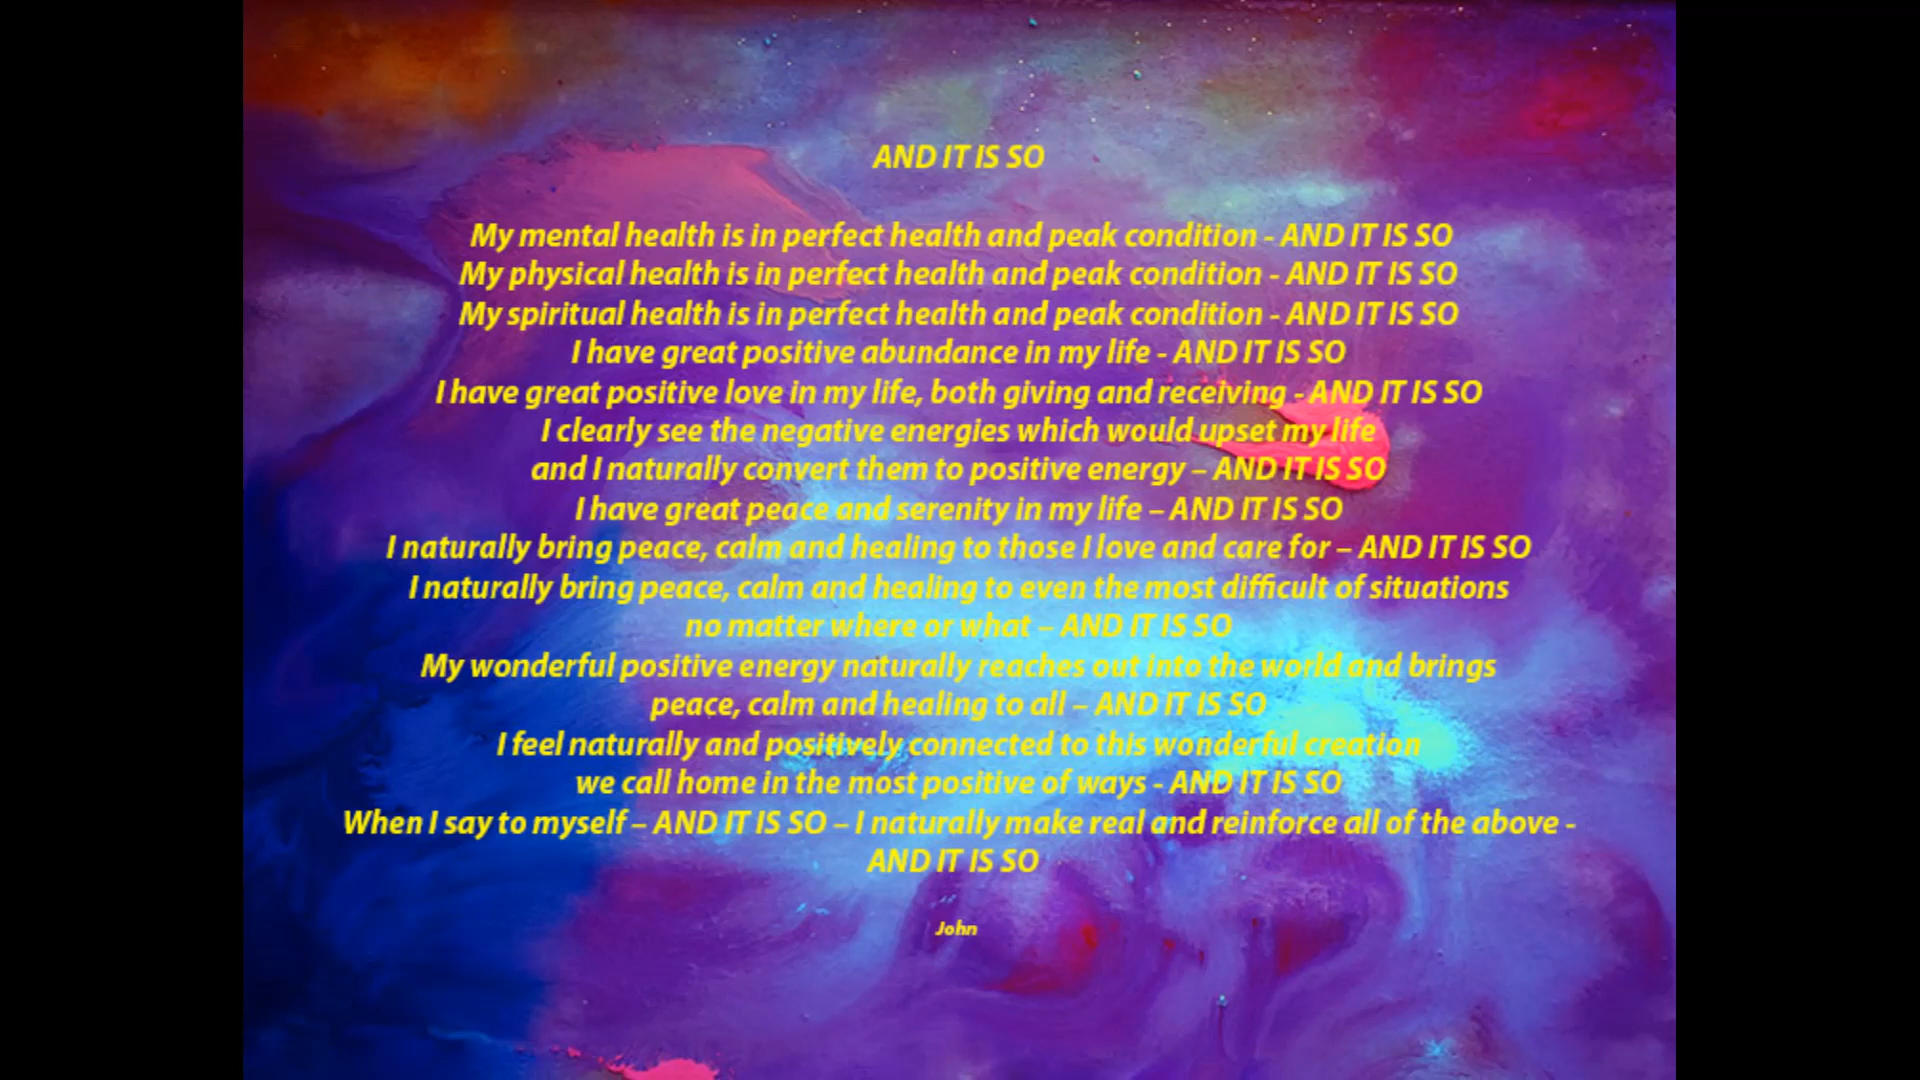 AND IT IS SO
My mental health is in perfect health and peak condition - AND IT IS SO
My physical health is in perfect health and peak condition - AND IT IS SO
My spiritual health is in perfect health and peak condition - AND IT IS SO
I have great positive abundance in my life - AND IT IS SO
I have great positive love in my life, both giving and receiving - AND IT IS SO
I clearly see the negative energies which would upset my life
and I naturally convert them to positive energy – AND IT IS SO
I have great peace and serenity in my life – AND IT IS SO
I naturally bring peace, calm and healing to those I love and care for – AND IT IS SO
I naturally bring peace, calm and healing to even the most difficult of situations
no matter where or what – AND IT IS SO
My wonderful positive energy naturally reaches out into the world and brings
peace, calm and healing to all – AND IT IS SO
I feel naturally and positively connected to this wonderful creation
we call home in the most positive of ways - AND IT IS SO
When I say to myself – AND IT IS SO – I naturally make real and reinforce all of the above -
AND IT IS SO
John